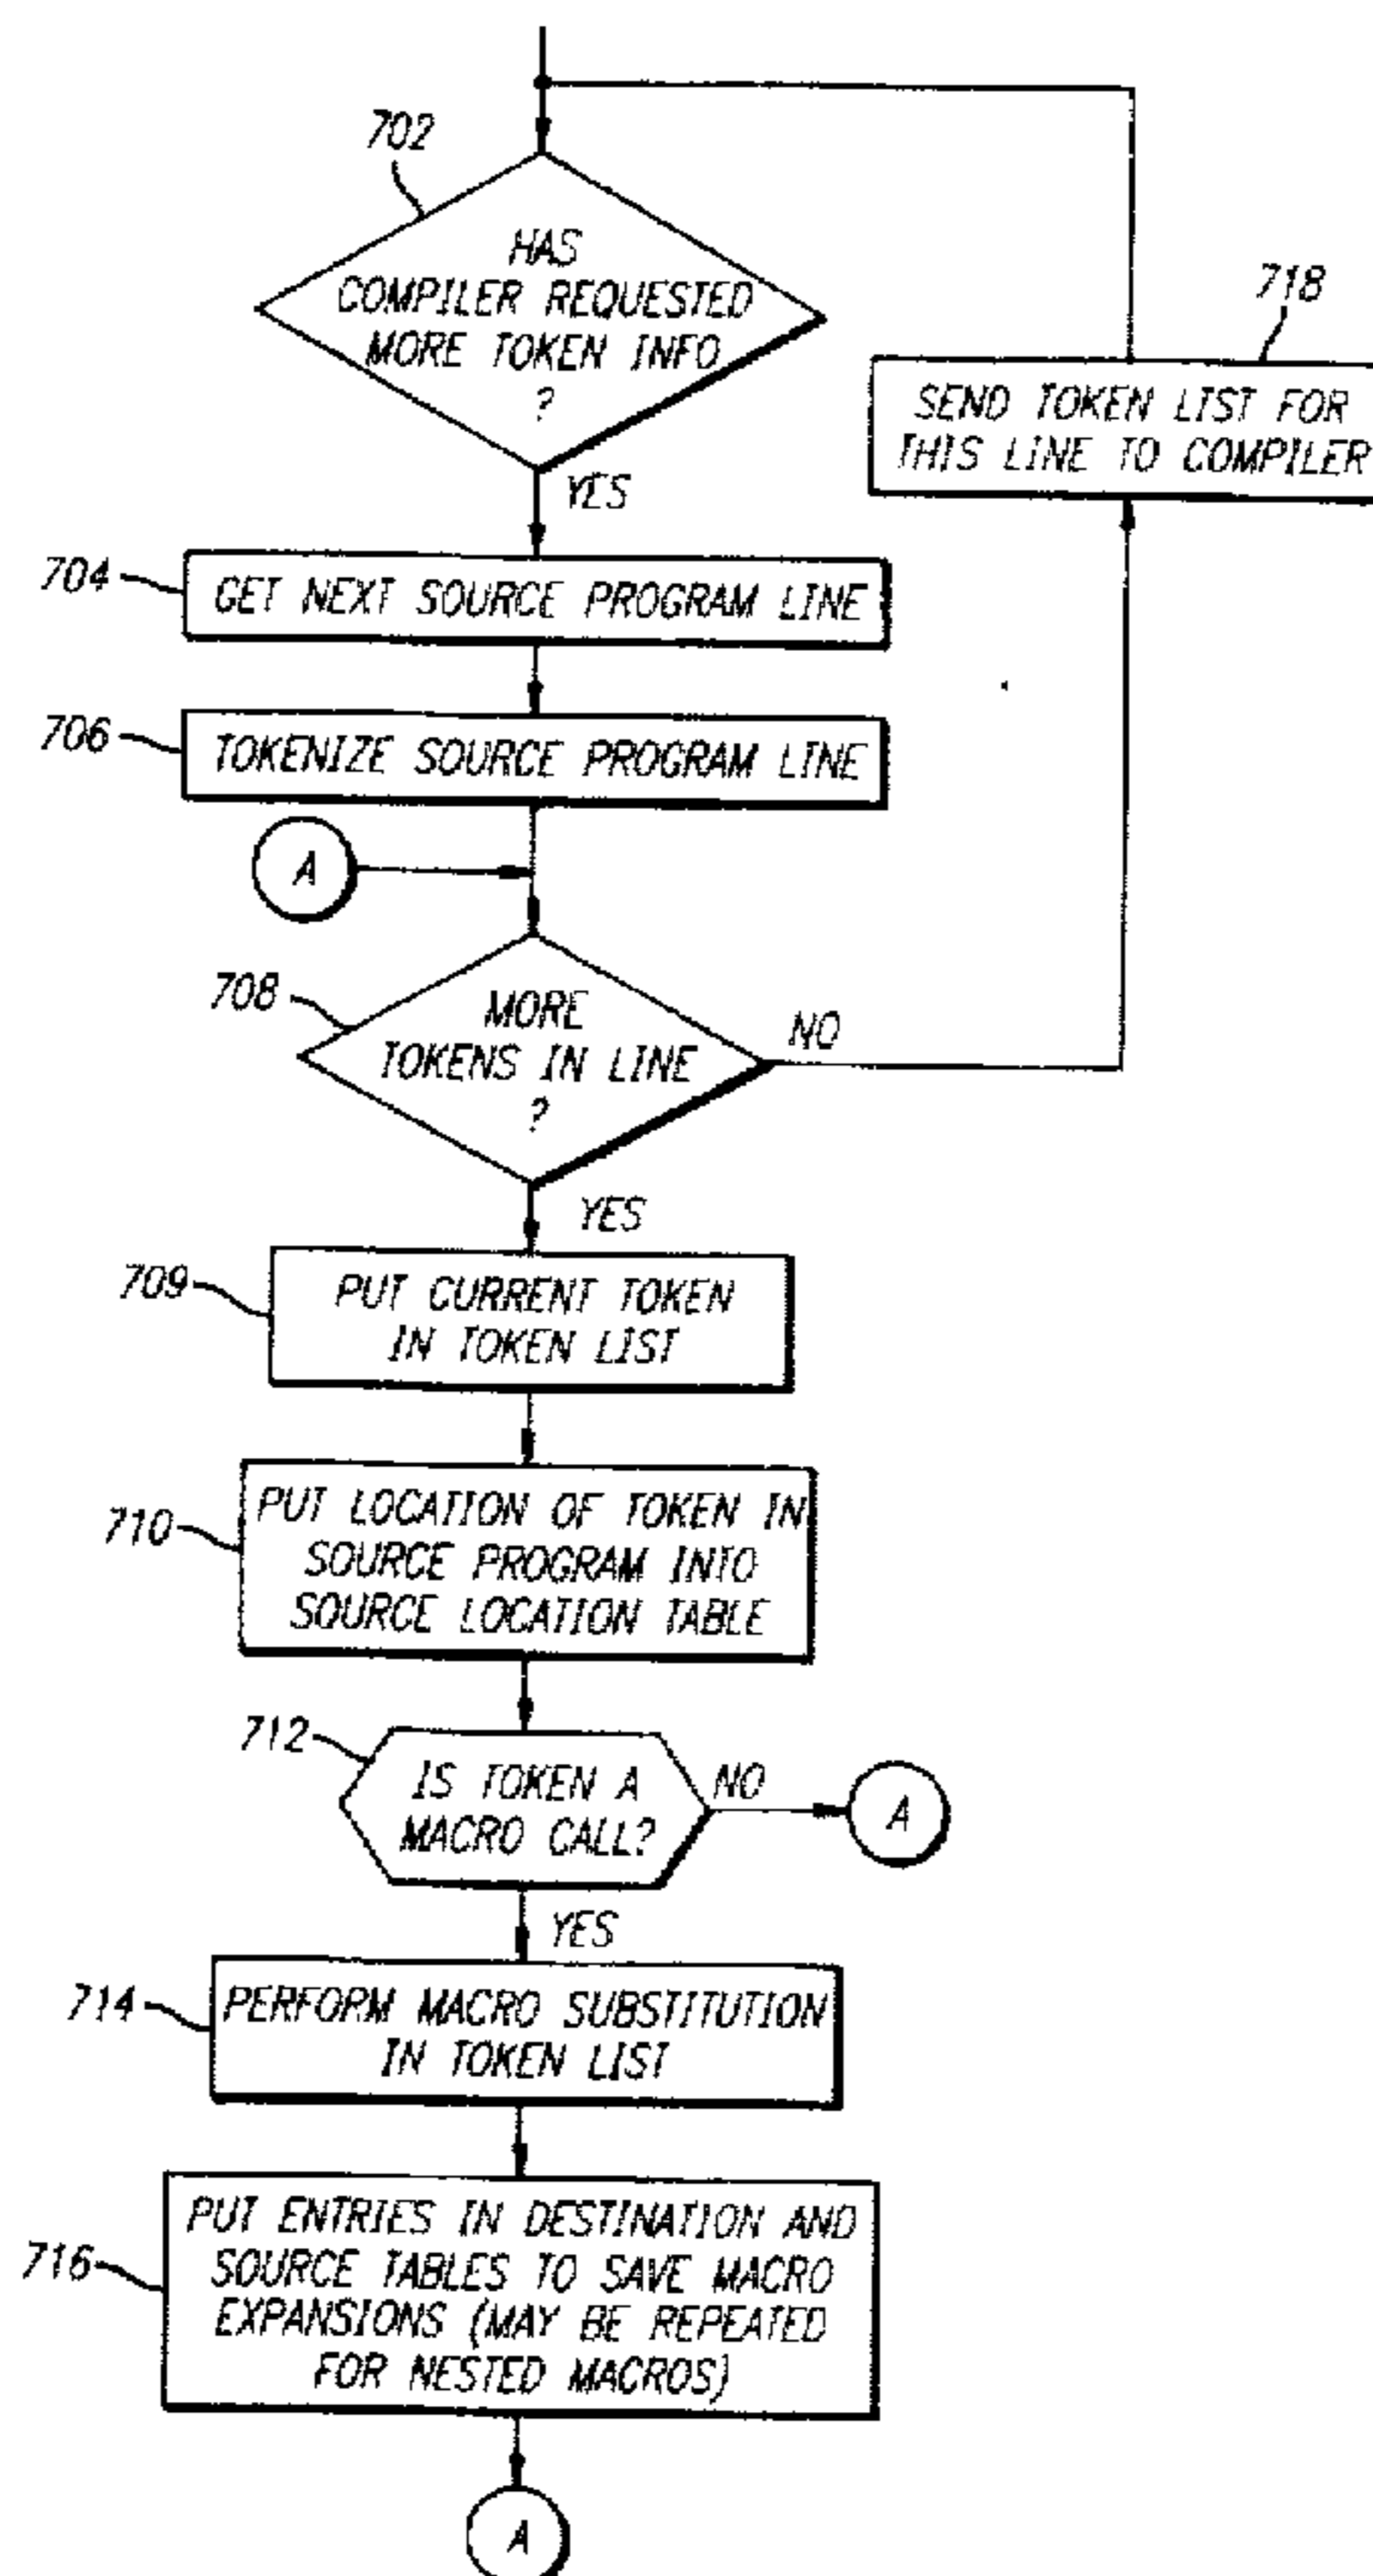 702
HAS
COMPILER REQUESTED
MORE TOKEN INFO
?
YES
718
SEND TOKEN LIST FOR
THIS LINE TO COMPILER
704
GET NEXT SOURCE PROGRAM LINE
706
TOKENIZE SOURCE PROGRAM LINE
A
708
MORE
TOKENS IN LINE
?
NO
YES
709
PUT CURRENT TOKEN
IN TOKEN LIST
710
PUT LOCATION OF TOKEN IN
SOURCE PROGRAM INTO
SOURCE LOCATION TABLE
712
IS TOKEN A
MACRO CALL?
NO
A
YES
714
PERFORM MACRO SUBSTITUTION
IN TOKEN LIST
716
PUT ENTRIES IN DESTINATION AND
SOURCE TABLES TO SAVE MACRO
EXPANSIONS (MAY BE REPEATED
FOR NESTED MACROS)
A